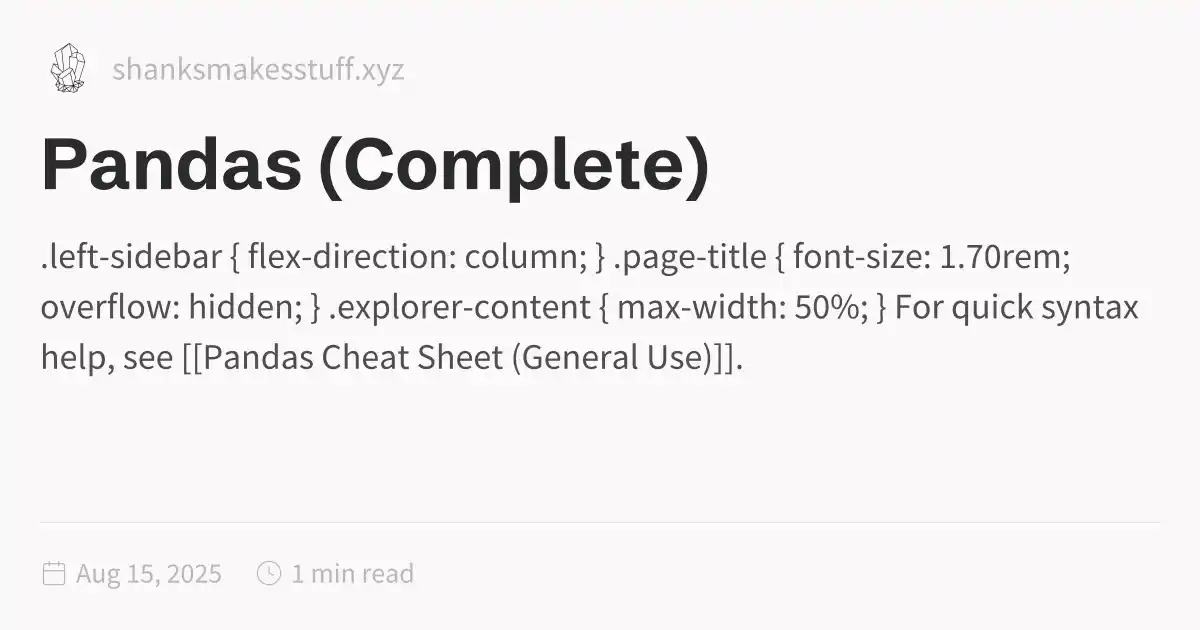 shanksmakesstuff.xyz
Pandas (Complete)
.left-sidebar { flex-direction: column; } .page-title { font-size: 1.70rem;
overflow: hidden; } .explorer-content { max-width: 50%; } For quick syntax
help, see [[Pandas Cheat Sheet (General Use)]].
Aug 15, 2025 1 min read